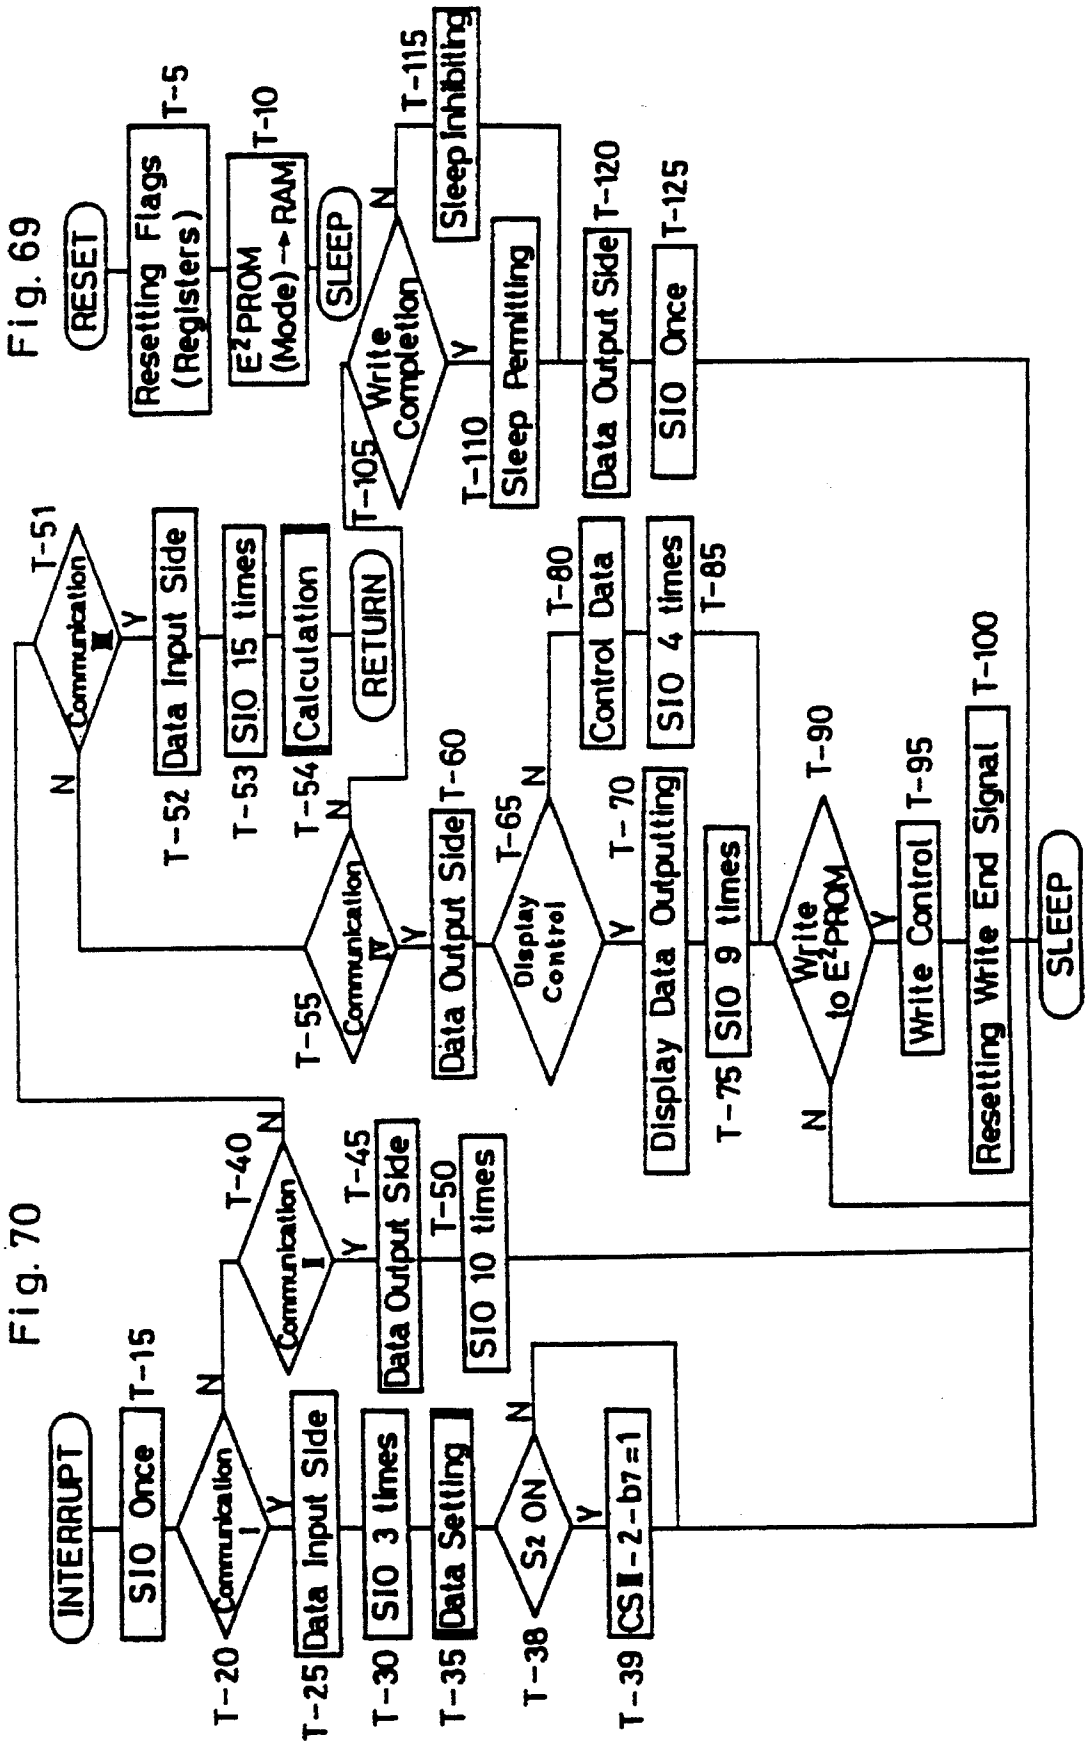 Fig. 69
RESET
Resetting Flags
(Registers)
T-5
E²PROM
(Mode)→RAM
T-10
SLEEP
Fig. 70
INTERRUPT
SIO Once
T-15
Communication
I
T-20
N
Y
T-25
Data Input Side
T-30
SIO 3 times
T-35
Data Setting
T-38
S2 ON
N
Y
T-39
CSⅢ-2-b7=1
T-40
Communication
II
N
Y
T-45
Data Output Side
T-50
SIO 10 times
T-51
Communication
III
N
Y
T-52
Data Input Side
T-53
SIO 15 times
T-54
Calculation
RETURN
T-55
Communication
IV
N
Y
Data Output Side
T-60
T-65
Display
Control
N
Y
T-70
Display Data Outputting
T-75
SIO 9 times
T-80
Control Data
SIO 4 times
T-85
Write
to E²PROM
T-90
N
Y
Write Control
T-95
Resetting Write End Signal
T-100
T-105
Write
Completion
N
Y
T-110
Sleep Permitting
T-115
Sleep Inhibiting
Data Output Side
T-120
SIO Once
T-125
SLEEP